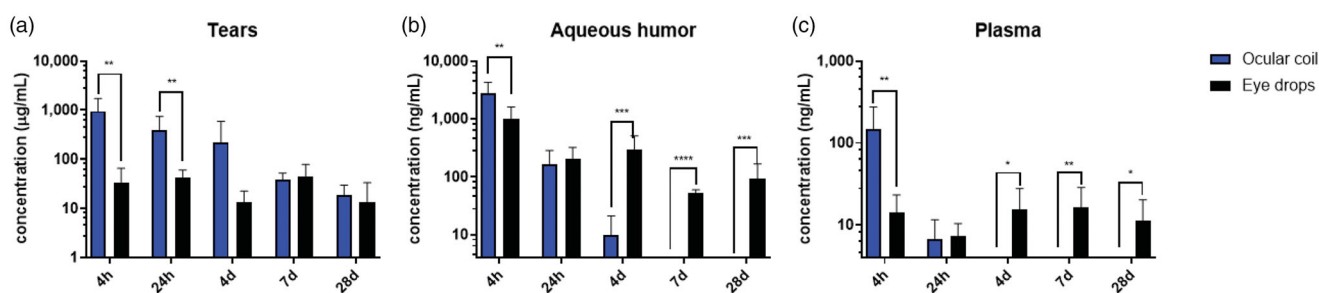 (a)
Tears
concentration (µg/mL)
10,000
1,000
100
10
1
**
**
4h
24h
4d
7d
28d
(b)
Aqueous humor
concentration (ng/mL)
10,000
1,000
100
10
**
***
****
***
4h
24h
4d
7d
28d
(c)
Plasma
concentration (ng/mL)
1,000
100
10
**
*
**
*
4h
24h
4d
7d
28d
Ocular coil
Eye drops